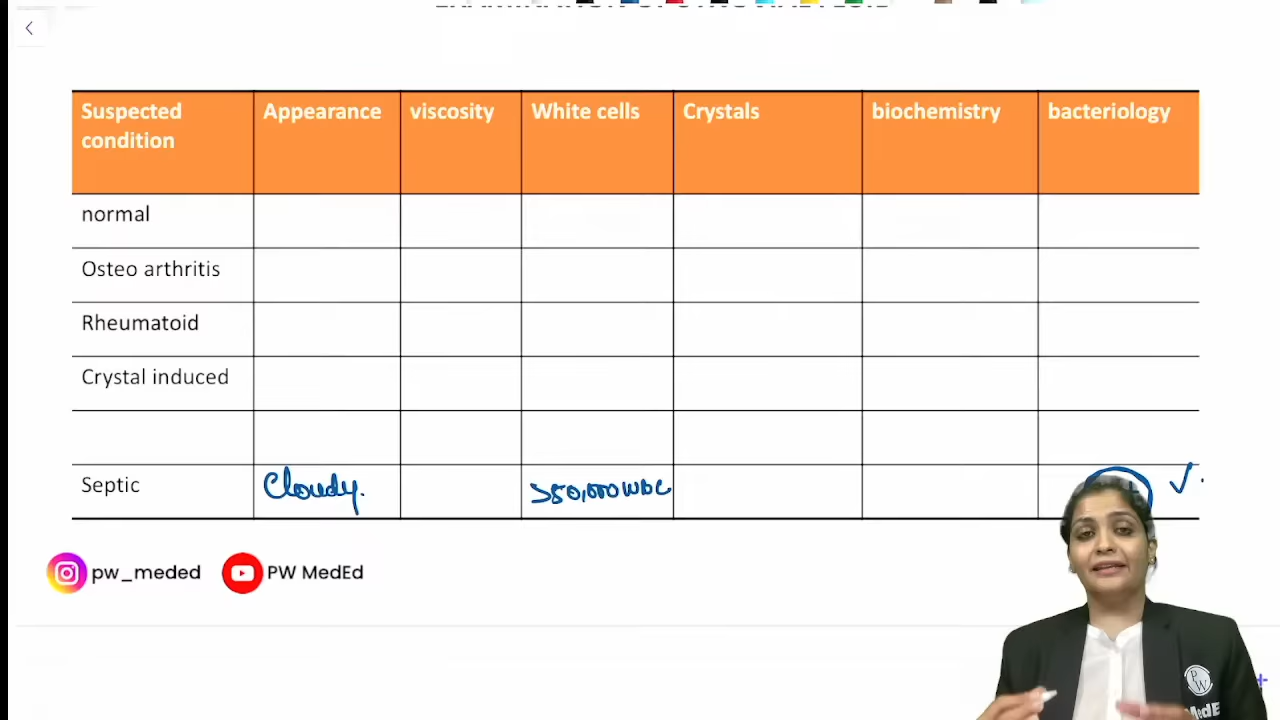 Suspected condition Appearance viscosity White cells Crystals biochemistry bacteriology
normal
Osteo arthritis
Rheumatoid
Crystal induced
Septic Cloudy. >50,000 WBC
pw_meded PW MedEd
PW